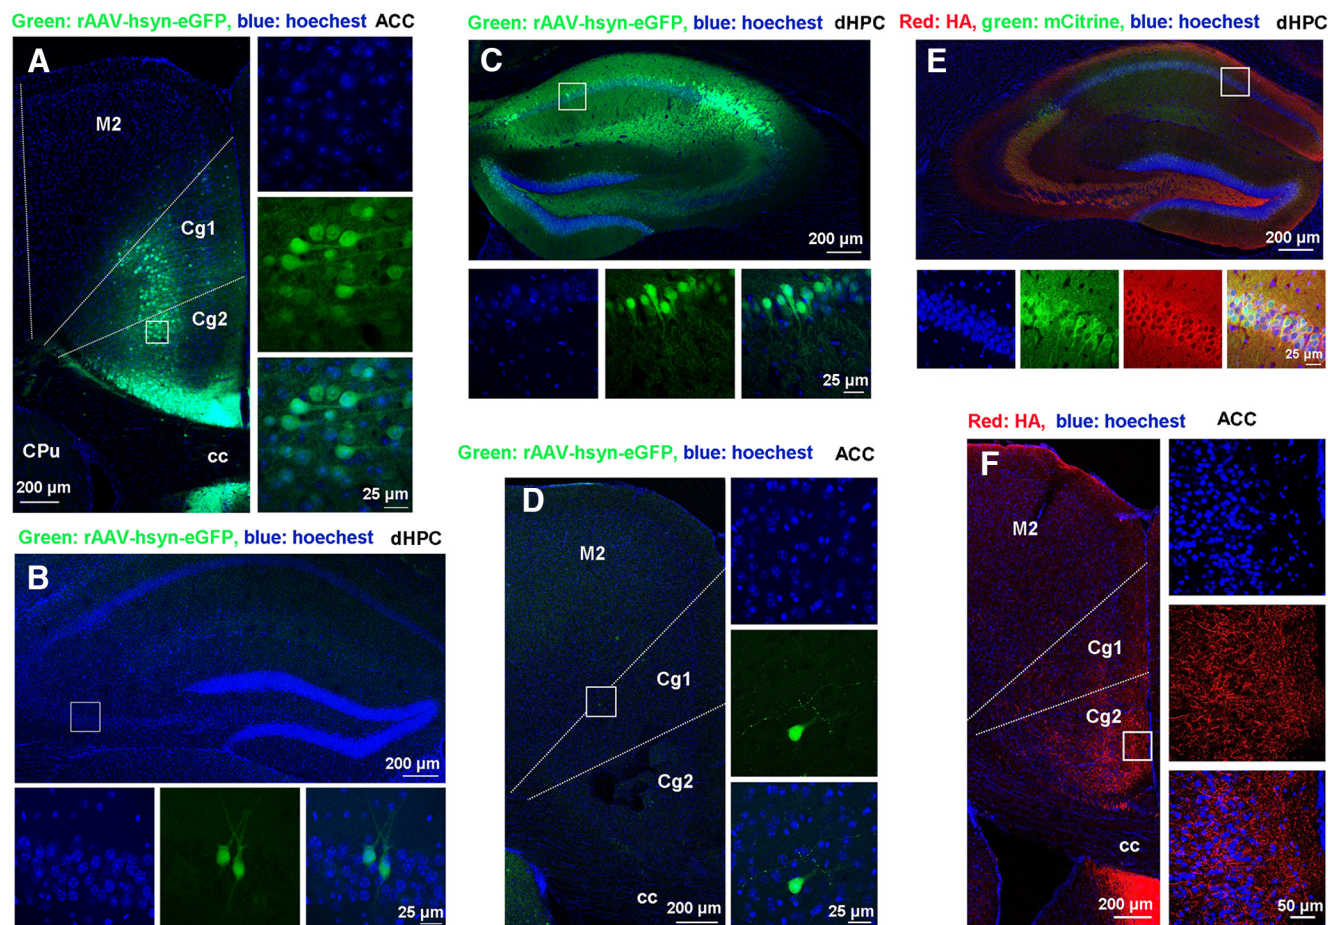 Green: rAAV-hsyn-eGFP, blue: hoechest ACC
A
M2
Cg1
Cg2
CPu
cc
200 µm
25 µm
Green: rAAV-hsyn-eGFP, blue: hoechest dHPC
B
200 µm
25 µm
Green: rAAV-hsyn-eGFP, blue: hoechest dHPC
C
200 µm
25 µm
Green: rAAV-hsyn-eGFP, blue: hoechest ACC
D
M2
Cg1
Cg2
cc
200 µm
25 µm
Red: HA, green: mCitrine, blue: hoechest dHPC
E
200 µm
25 µm
Red: HA, blue: hoechest ACC
F
M2
Cg1
Cg2
cc
200 µm
50 µm